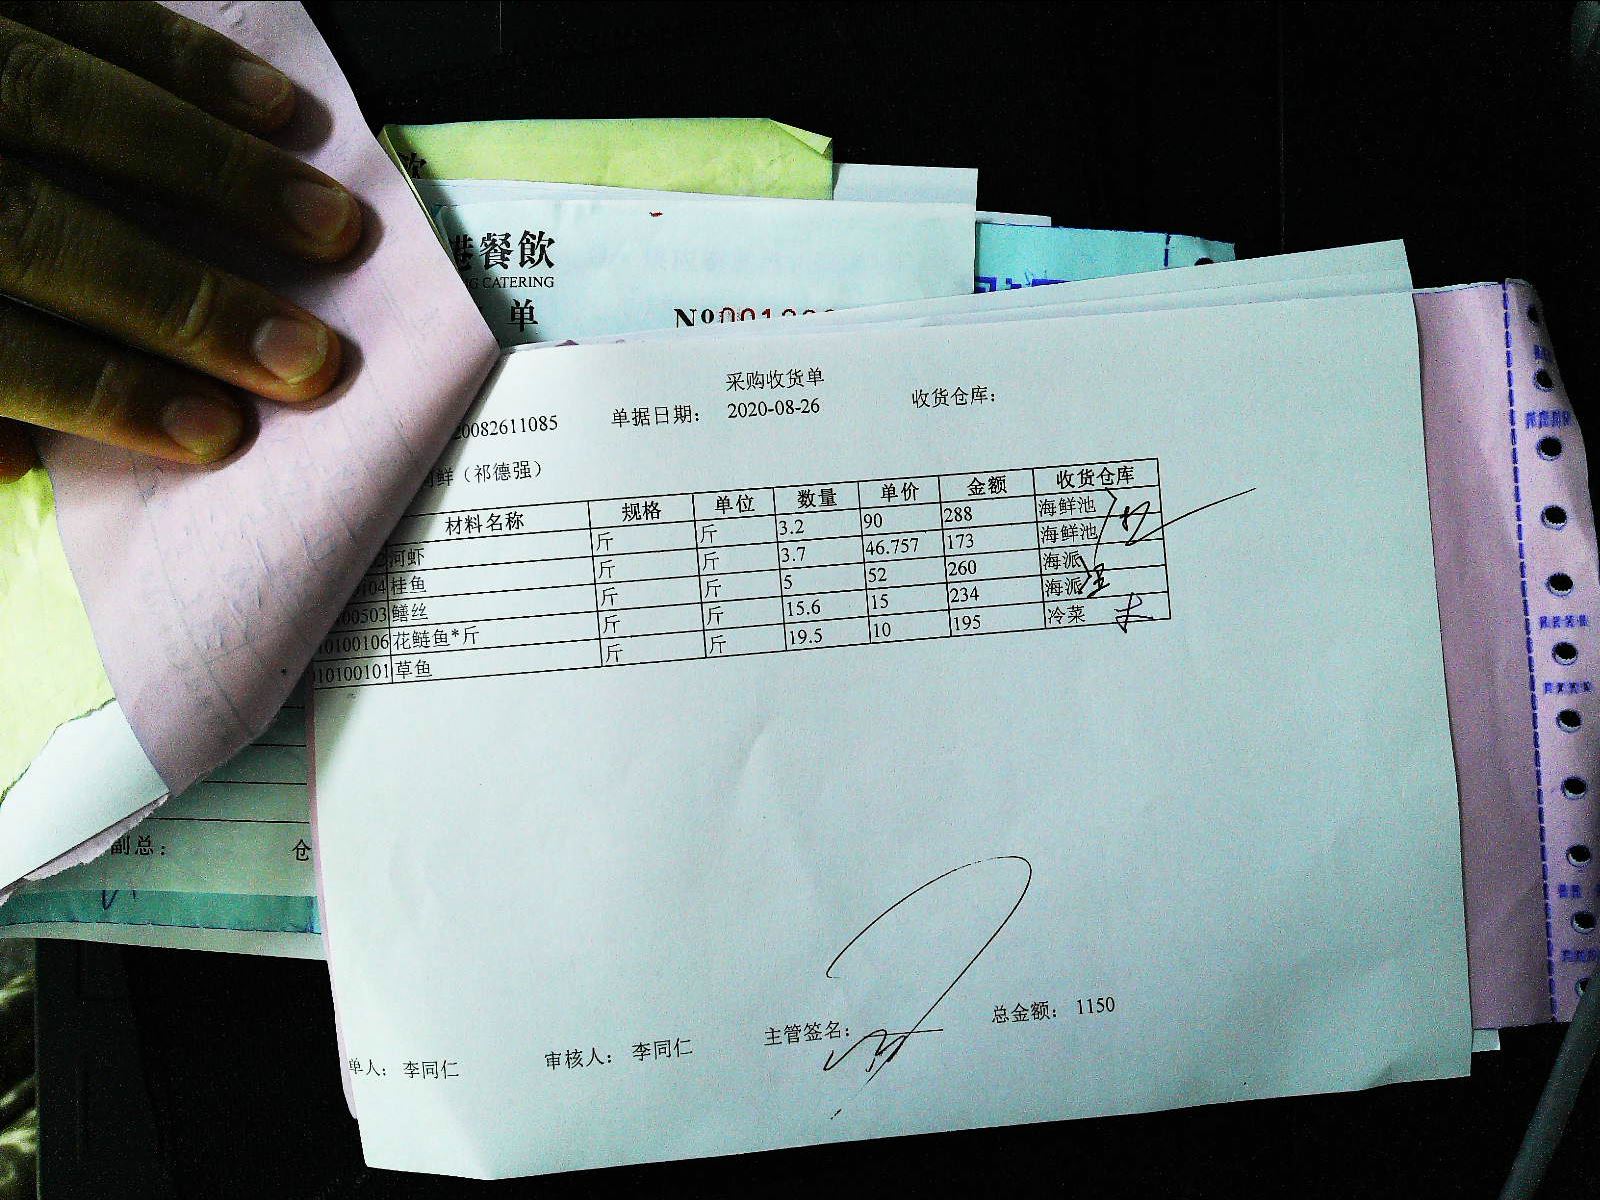 餐飲
G CATERING
单
采购收货单
20082611085 单据日期: 2020-08-26 收货仓库:
鲜（祁德强）
材料名称 规格 单位 数量 单价 金额 收货仓库
河虾 斤 斤 3.2 90 288 海鲜池
桂鱼 斤 斤 3.7 46.757 173 海鲜池
00503 鳝丝 斤 斤 5 52 260 海派
10100106 花鲢鱼*斤 斤 斤 15.6 15 234 海派
10100101 草鱼 斤 斤 19.5 10 195 冷菜
副总: 仓
单人: 李同仁 审核人: 李同仁 主管签名: 总金额: 1150